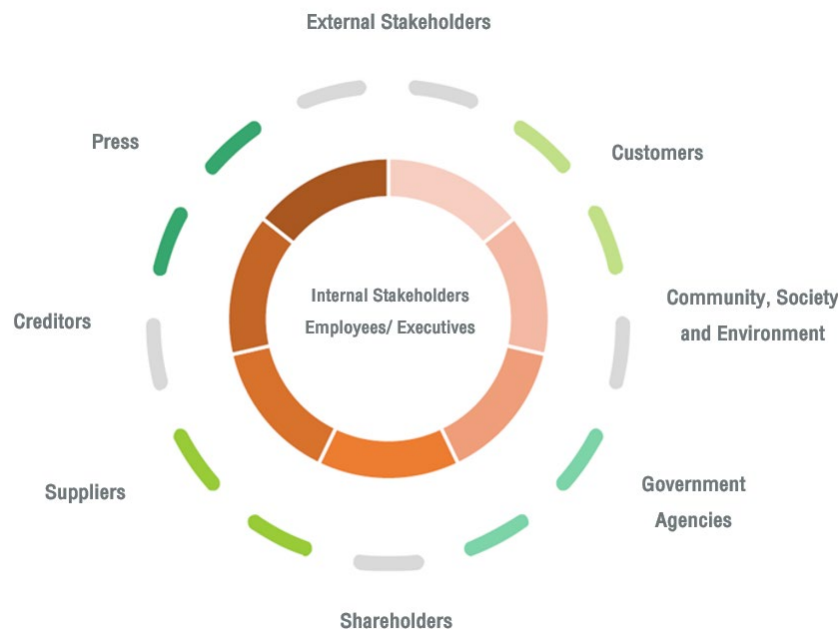 External Stakeholders
Press
Customers
Internal Stakeholders
Employees/ Executives
Creditors
Community, Society
and Environment
Suppliers
Government
Agencies
Shareholders